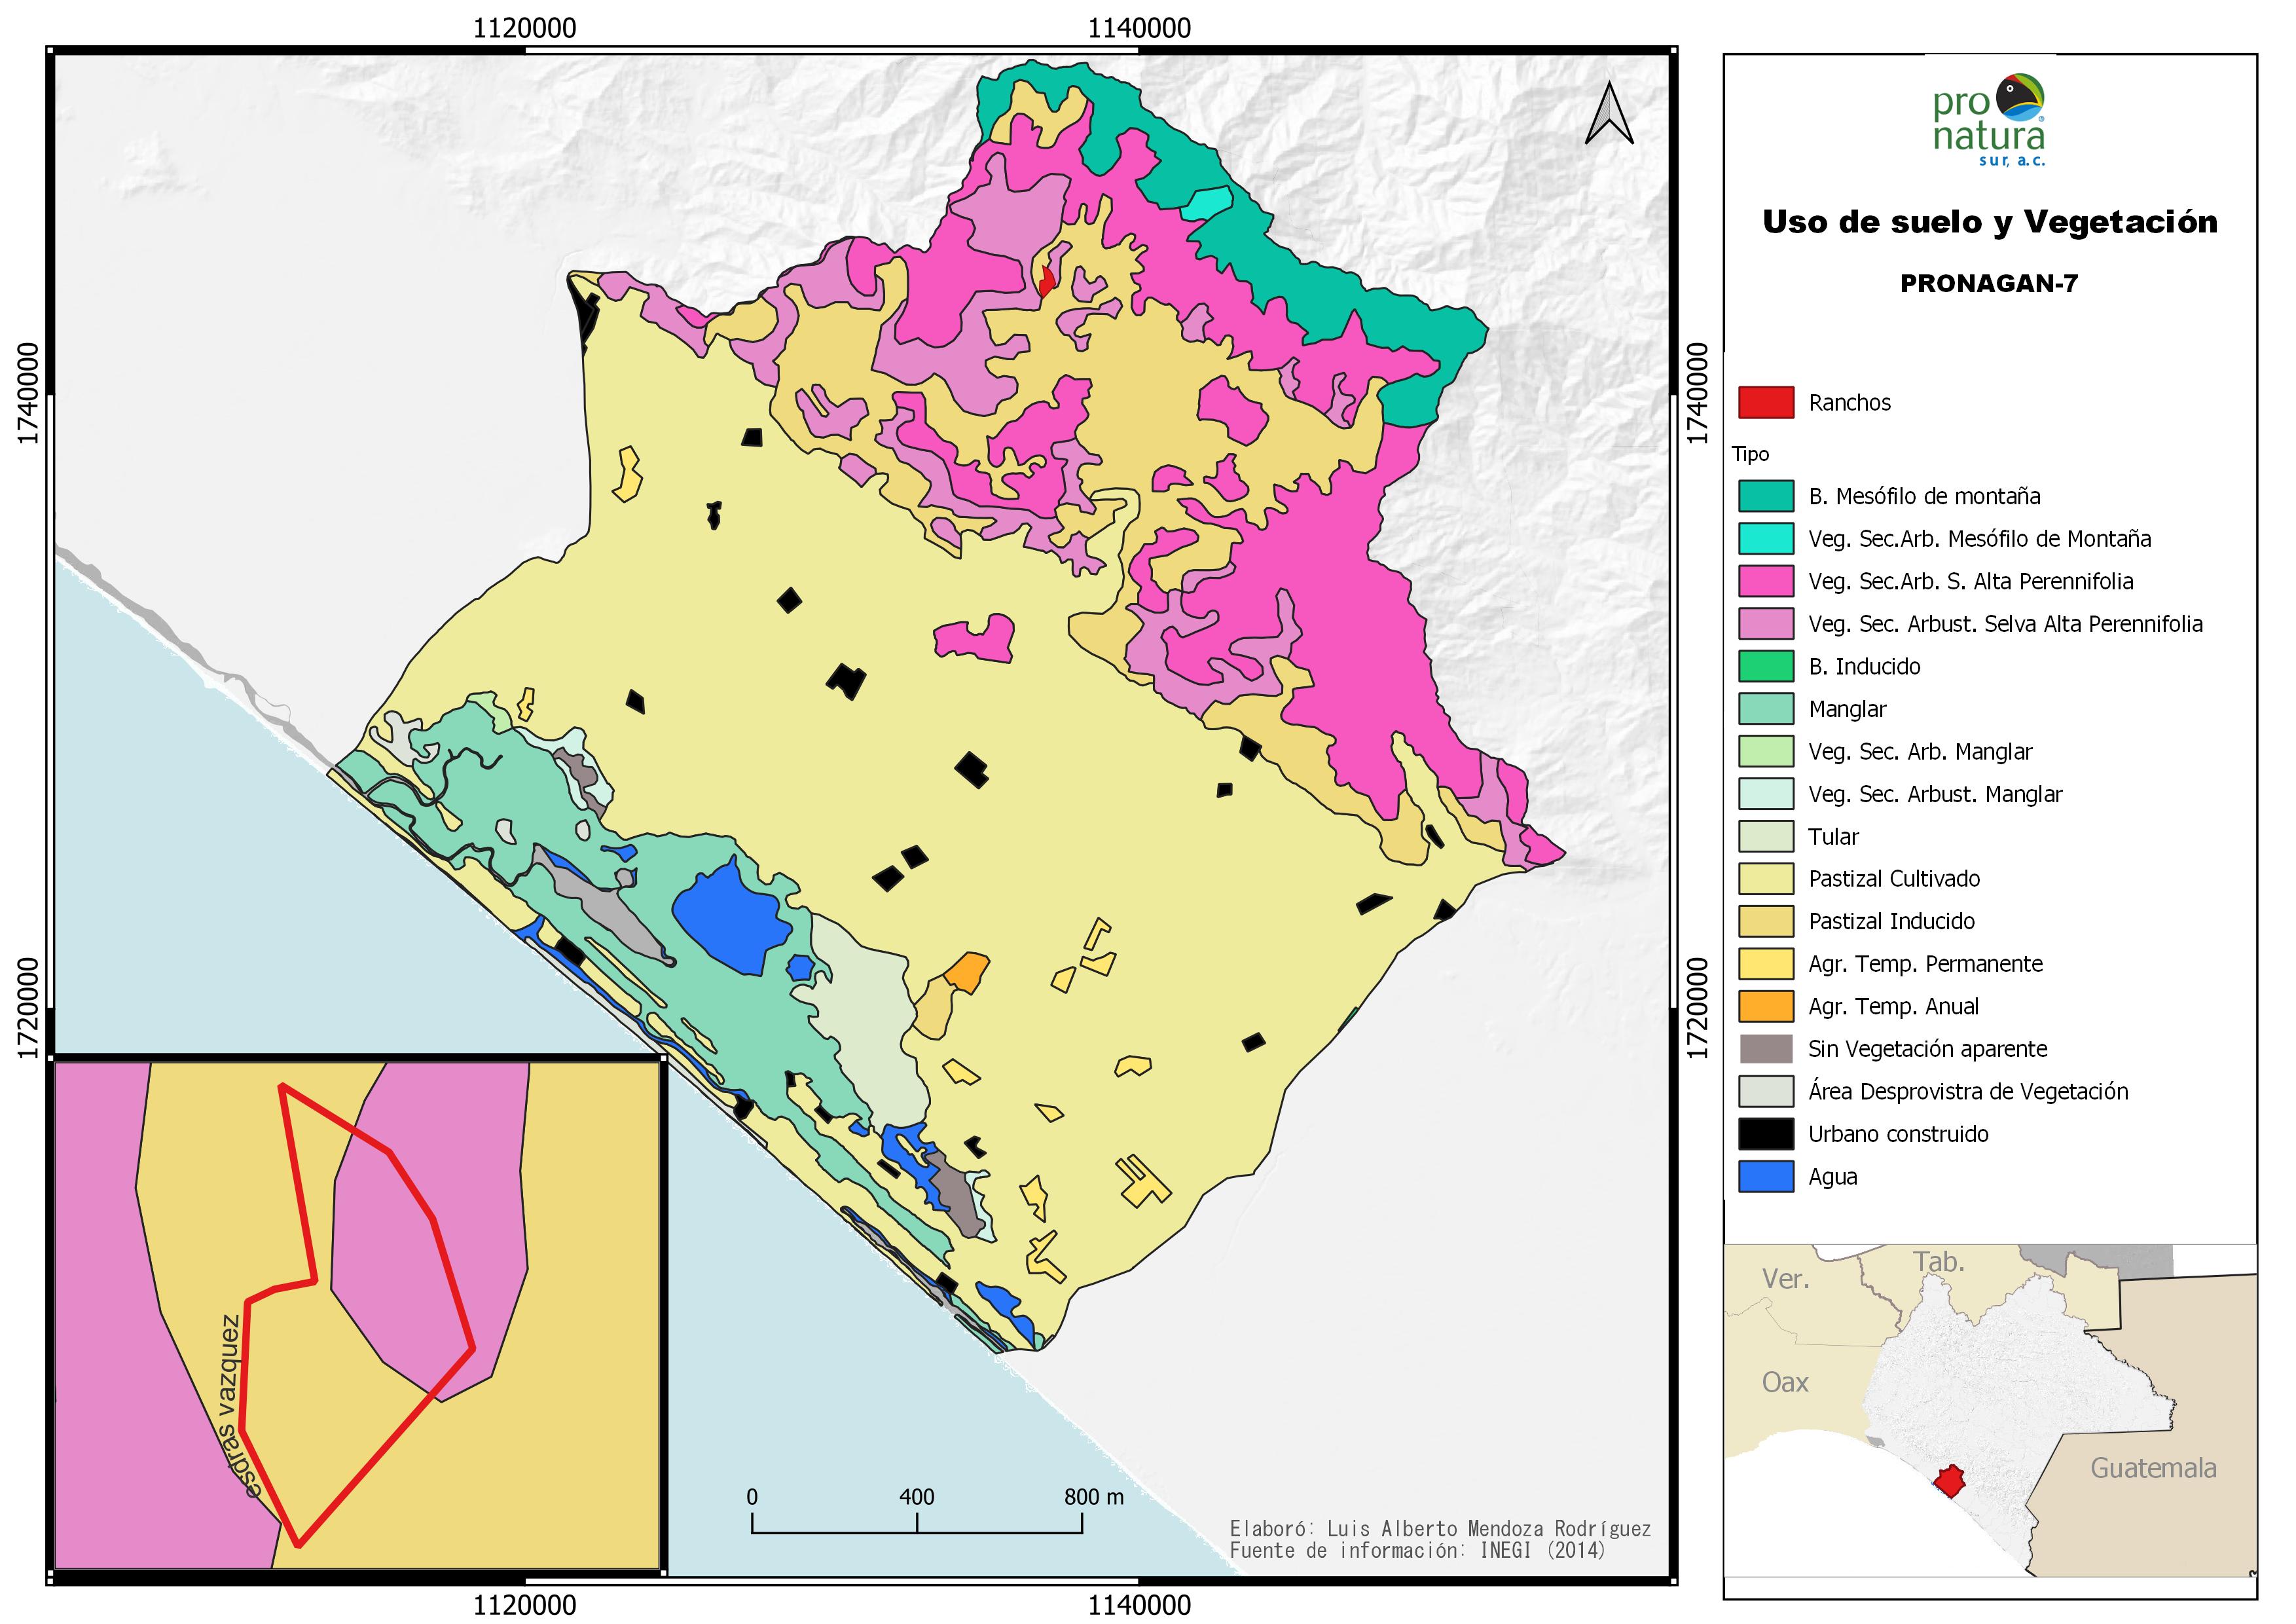 1120000
1140000
1740000
1740000
1720000
1720000
1120000
1140000
esdras vazquez
0
400
800 m
Elaboró: Luis Alberto Mendoza Rodríguez
Fuente de información: INEGI (2014)
pro
natura
sur, a.c.
Uso de suelo y Vegetación
PRONAGAN-7
Ranchos
Tipo
B. Mesófilo de montaña
Veg. Sec.Arb. Mesófilo de Montaña
Veg. Sec.Arb. S. Alta Perennifolia
Veg. Sec. Arbust. Selva Alta Perennifolia
B. Inducido
Manglar
Veg. Sec. Arb. Manglar
Veg. Sec. Arbust. Manglar
Tular
Pastizal Cultivado
Pastizal Inducido
Agr. Temp. Permanente
Agr. Temp. Anual
Sin Vegetación aparente
Área Desprovistra de Vegetación
Urbano construido
Agua
Ver.
Tab.
Oax
Guatemala